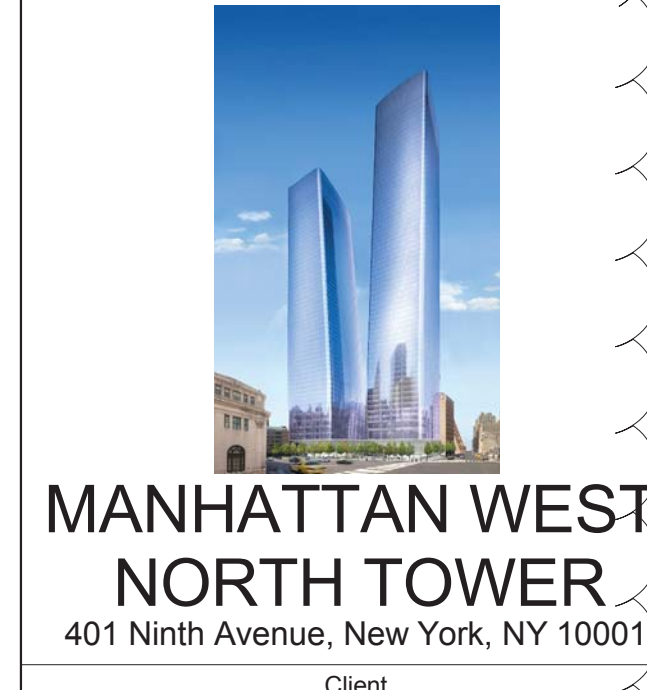 MANHATTAN WEST
NORTH TOWER
401 Ninth Avenue, New York, NY 10001
Client